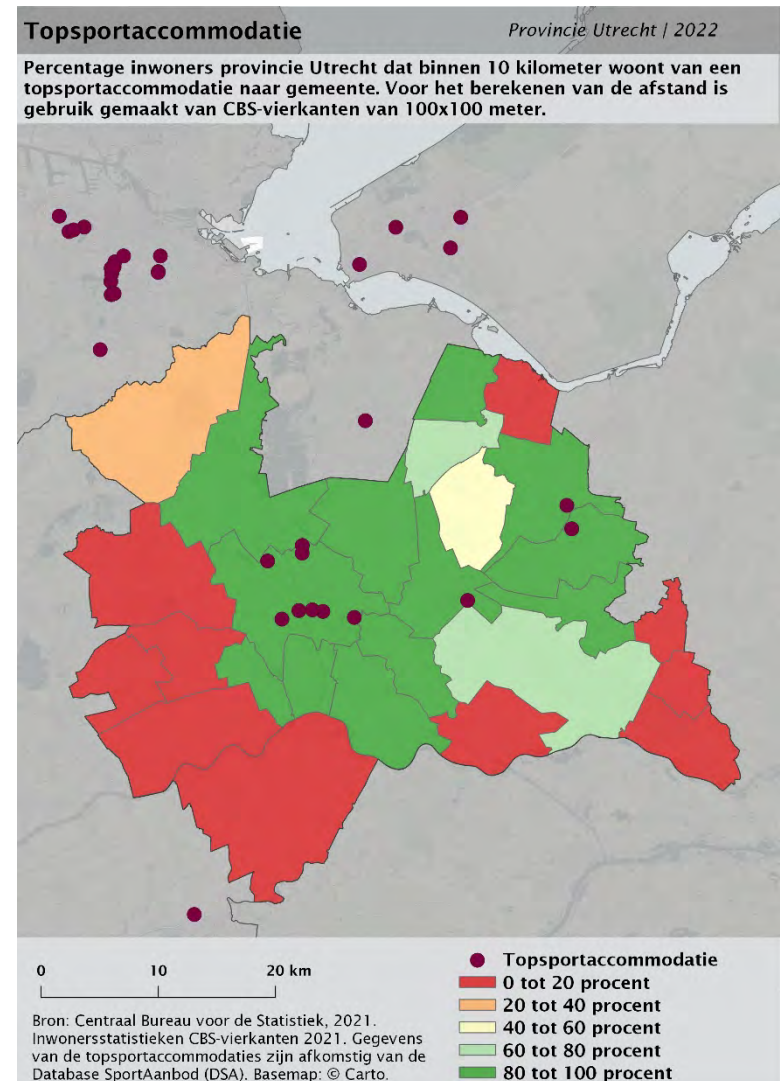 Topsportaccommodatie
Provincie Utrecht | 2022
Percentage inwoners provincie Utrecht dat binnen 10 kilometer woont van een
topsportaccommodatie naar gemeente. Voor het berekenen van de afstand is
gebruik gemaakt van CBS-vierkanten van 100x100 meter.
0 10 20 km
Bron: Centraal Bureau voor de Statistiek, 2021.
Inwonersstatistieken CBS-vierkanten 2021. Gegevens
van de topsportaccommodaties zijn afkomstig van de
Database SportAanbod (DSA). Basemap: © Carto.
Topsportaccommodatie
0 tot 20 procent
20 tot 40 procent
40 tot 60 procent
60 tot 80 procent
80 tot 100 procent